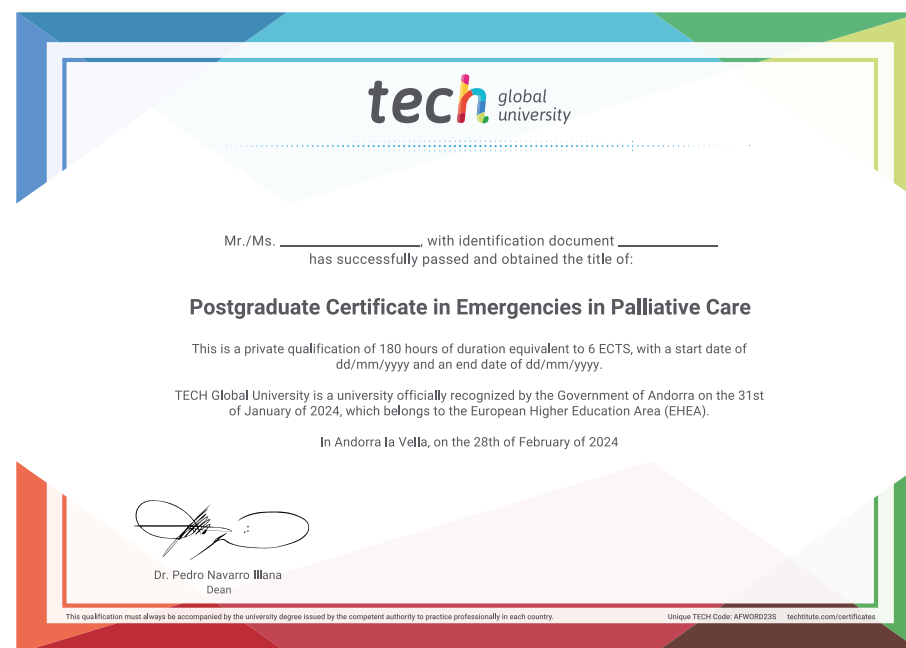 tech global
university
Mr./Ms. ____________________, with identification document ______________
has successfully passed and obtained the title of:
Postgraduate Certificate in Emergencies in Palliative Care
This is a private qualification of 180 hours of duration equivalent to 6 ECTS, with a start date of
dd/mm/yyyy and an end date of dd/mm/yyyy.
TECH Global University is a university officially recognized by the Government of Andorra on the 31st
of January of 2024, which belongs to the European Higher Education Area (EHEA).
In Andorra la Vella, on the 28th of February of 2024
Dr. Pedro Navarro Illana
Dean
This qualification must always be accompanied by the university degree issued by the competent authority to practice professionally in each country.
Unique TECH Code: AFWORD23S techtitute.com/certificates